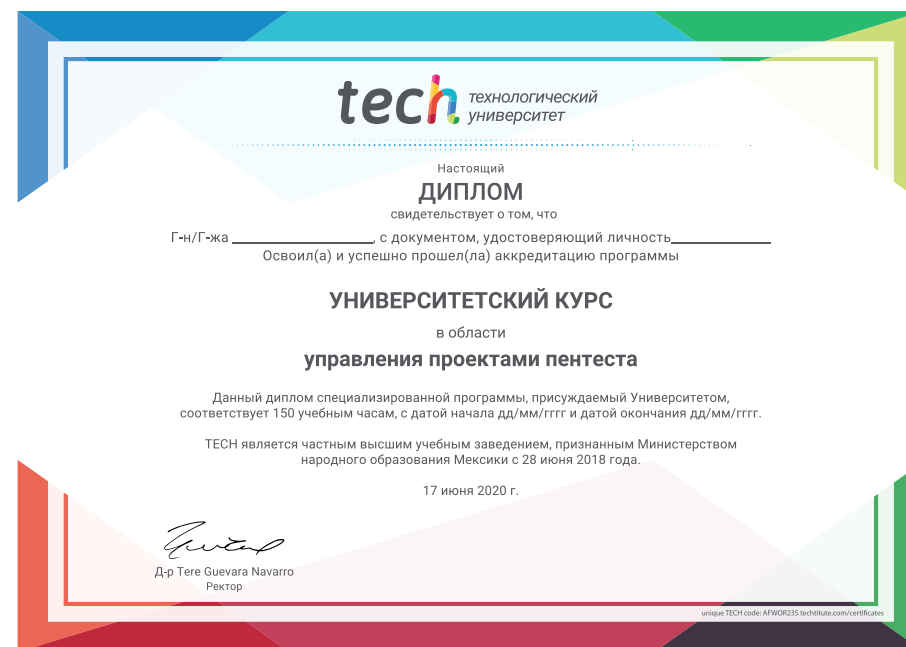 tech технологический
университет
Настоящий
ДИПЛОМ
свидетельствует о том, что
Г-н/Г-жа ____________________, с документом, удостоверяющий личность______________
Освоил(а) и успешно прошел(ла) аккредитацию программы
УНИВЕРСИТЕТСКИЙ КУРС
в области
управления проектами пентеста
Данный диплом специализированной программы, присуждаемый Университетом,
соответствует 150 учебным часам, с датой начала дд/мм/гггг и датой окончания дд/мм/гггг.
TECH является частным высшим учебным заведением, признанным Министерством
народного образования Мексики с 28 июня 2018 года.
17 июня 2020 г.
Д-р Tere Guevara Navarro
Ректор
unique TECH code: AFWOR23S techtitute.com/certificates